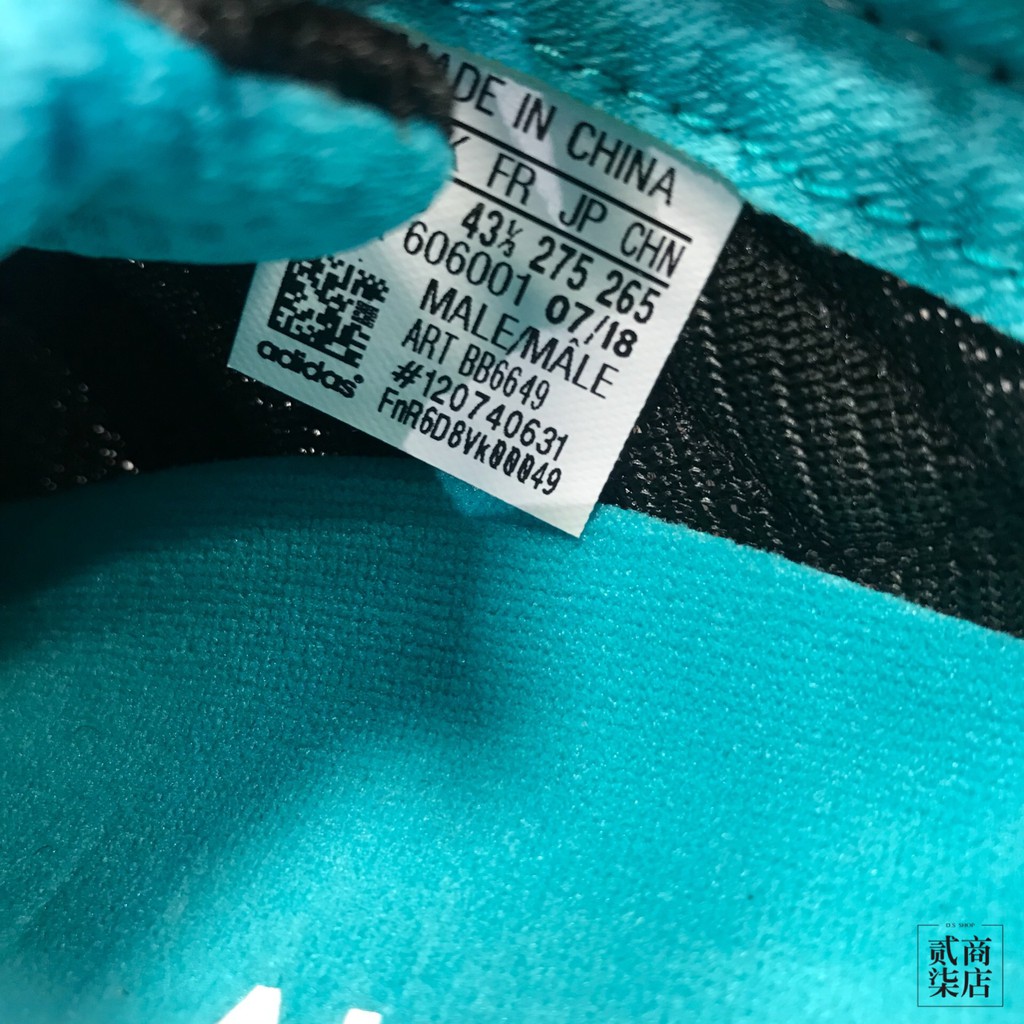 MADE IN CHINA
FR JP CHN
43⅓ 275 265
606001 07/18
MALE/MÂLE
ART BB6649
#120740631
FnR6D8Vk00049
adidas
貳商
柒店